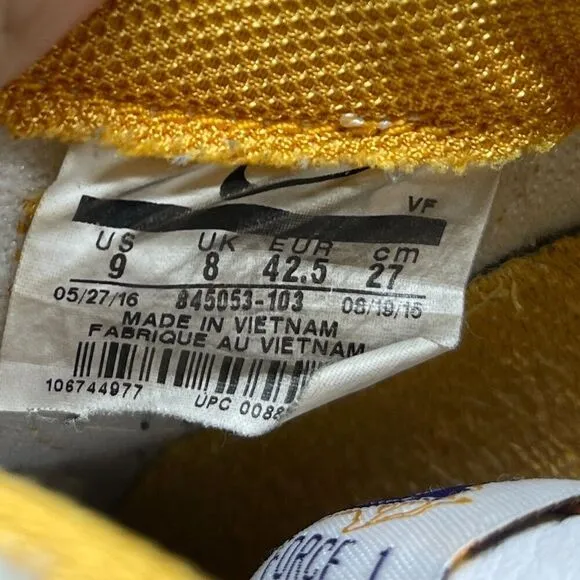 VF
US UK EUR cm
9 8 42.5 27
05/27/16 845053-103 08/19/16
MADE IN VIETNAM
FABRIQUE AU VIETNAM
106744977 UPC 0088
FORCE 1